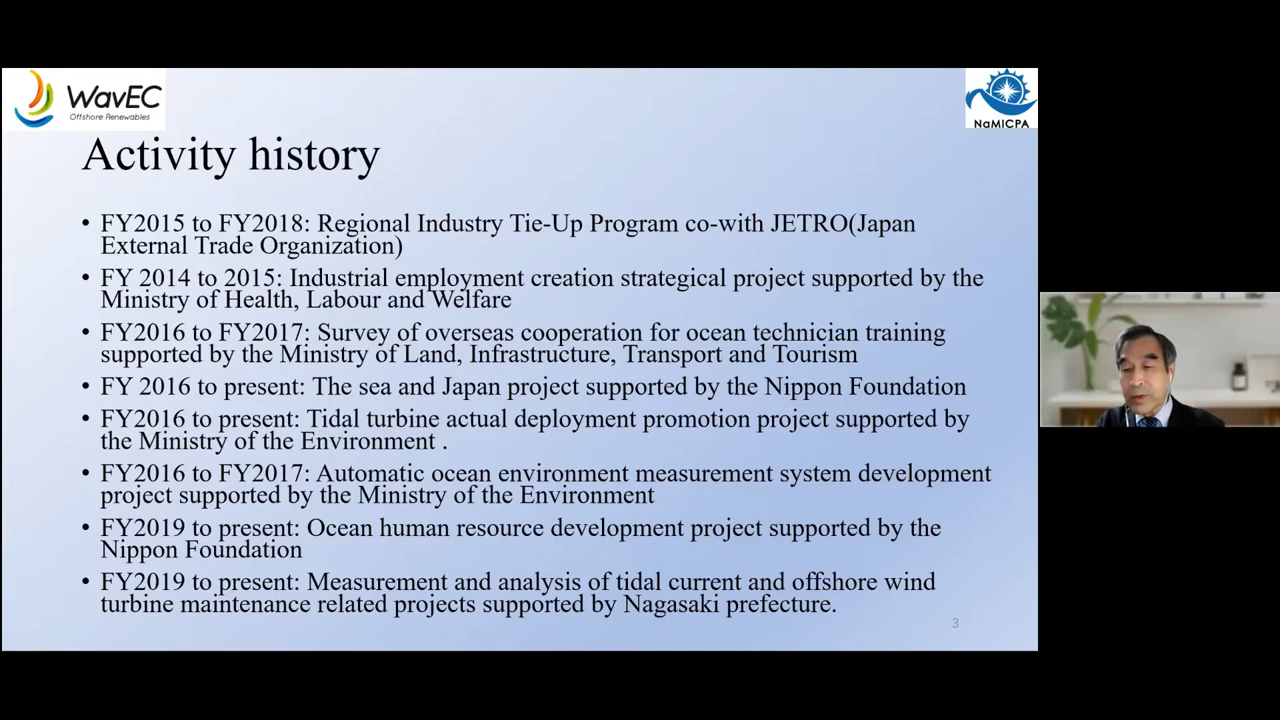 WavEC
Offshore Renewables
NaMICPA
Activity history
• FY2015 to FY2018: Regional Industry Tie-Up Program co-with JETRO(Japan
External Trade Organization)
• FY 2014 to 2015: Industrial employment creation strategical project supported by the
Ministry of Health, Labour and Welfare
• FY2016 to FY2017: Survey of overseas cooperation for ocean technician training
supported by the Ministry of Land, Infrastructure, Transport and Tourism
• FY 2016 to present: The sea and Japan project supported by the Nippon Foundation
• FY2016 to present: Tidal turbine actual deployment promotion project supported by
the Ministry of the Environment .
• FY2016 to FY2017: Automatic ocean environment measurement system development
project supported by the Ministry of the Environment
• FY2019 to present: Ocean human resource development project supported by the
Nippon Foundation
• FY2019 to present: Measurement and analysis of tidal current and offshore wind
turbine maintenance related projects supported by Nagasaki prefecture.
3